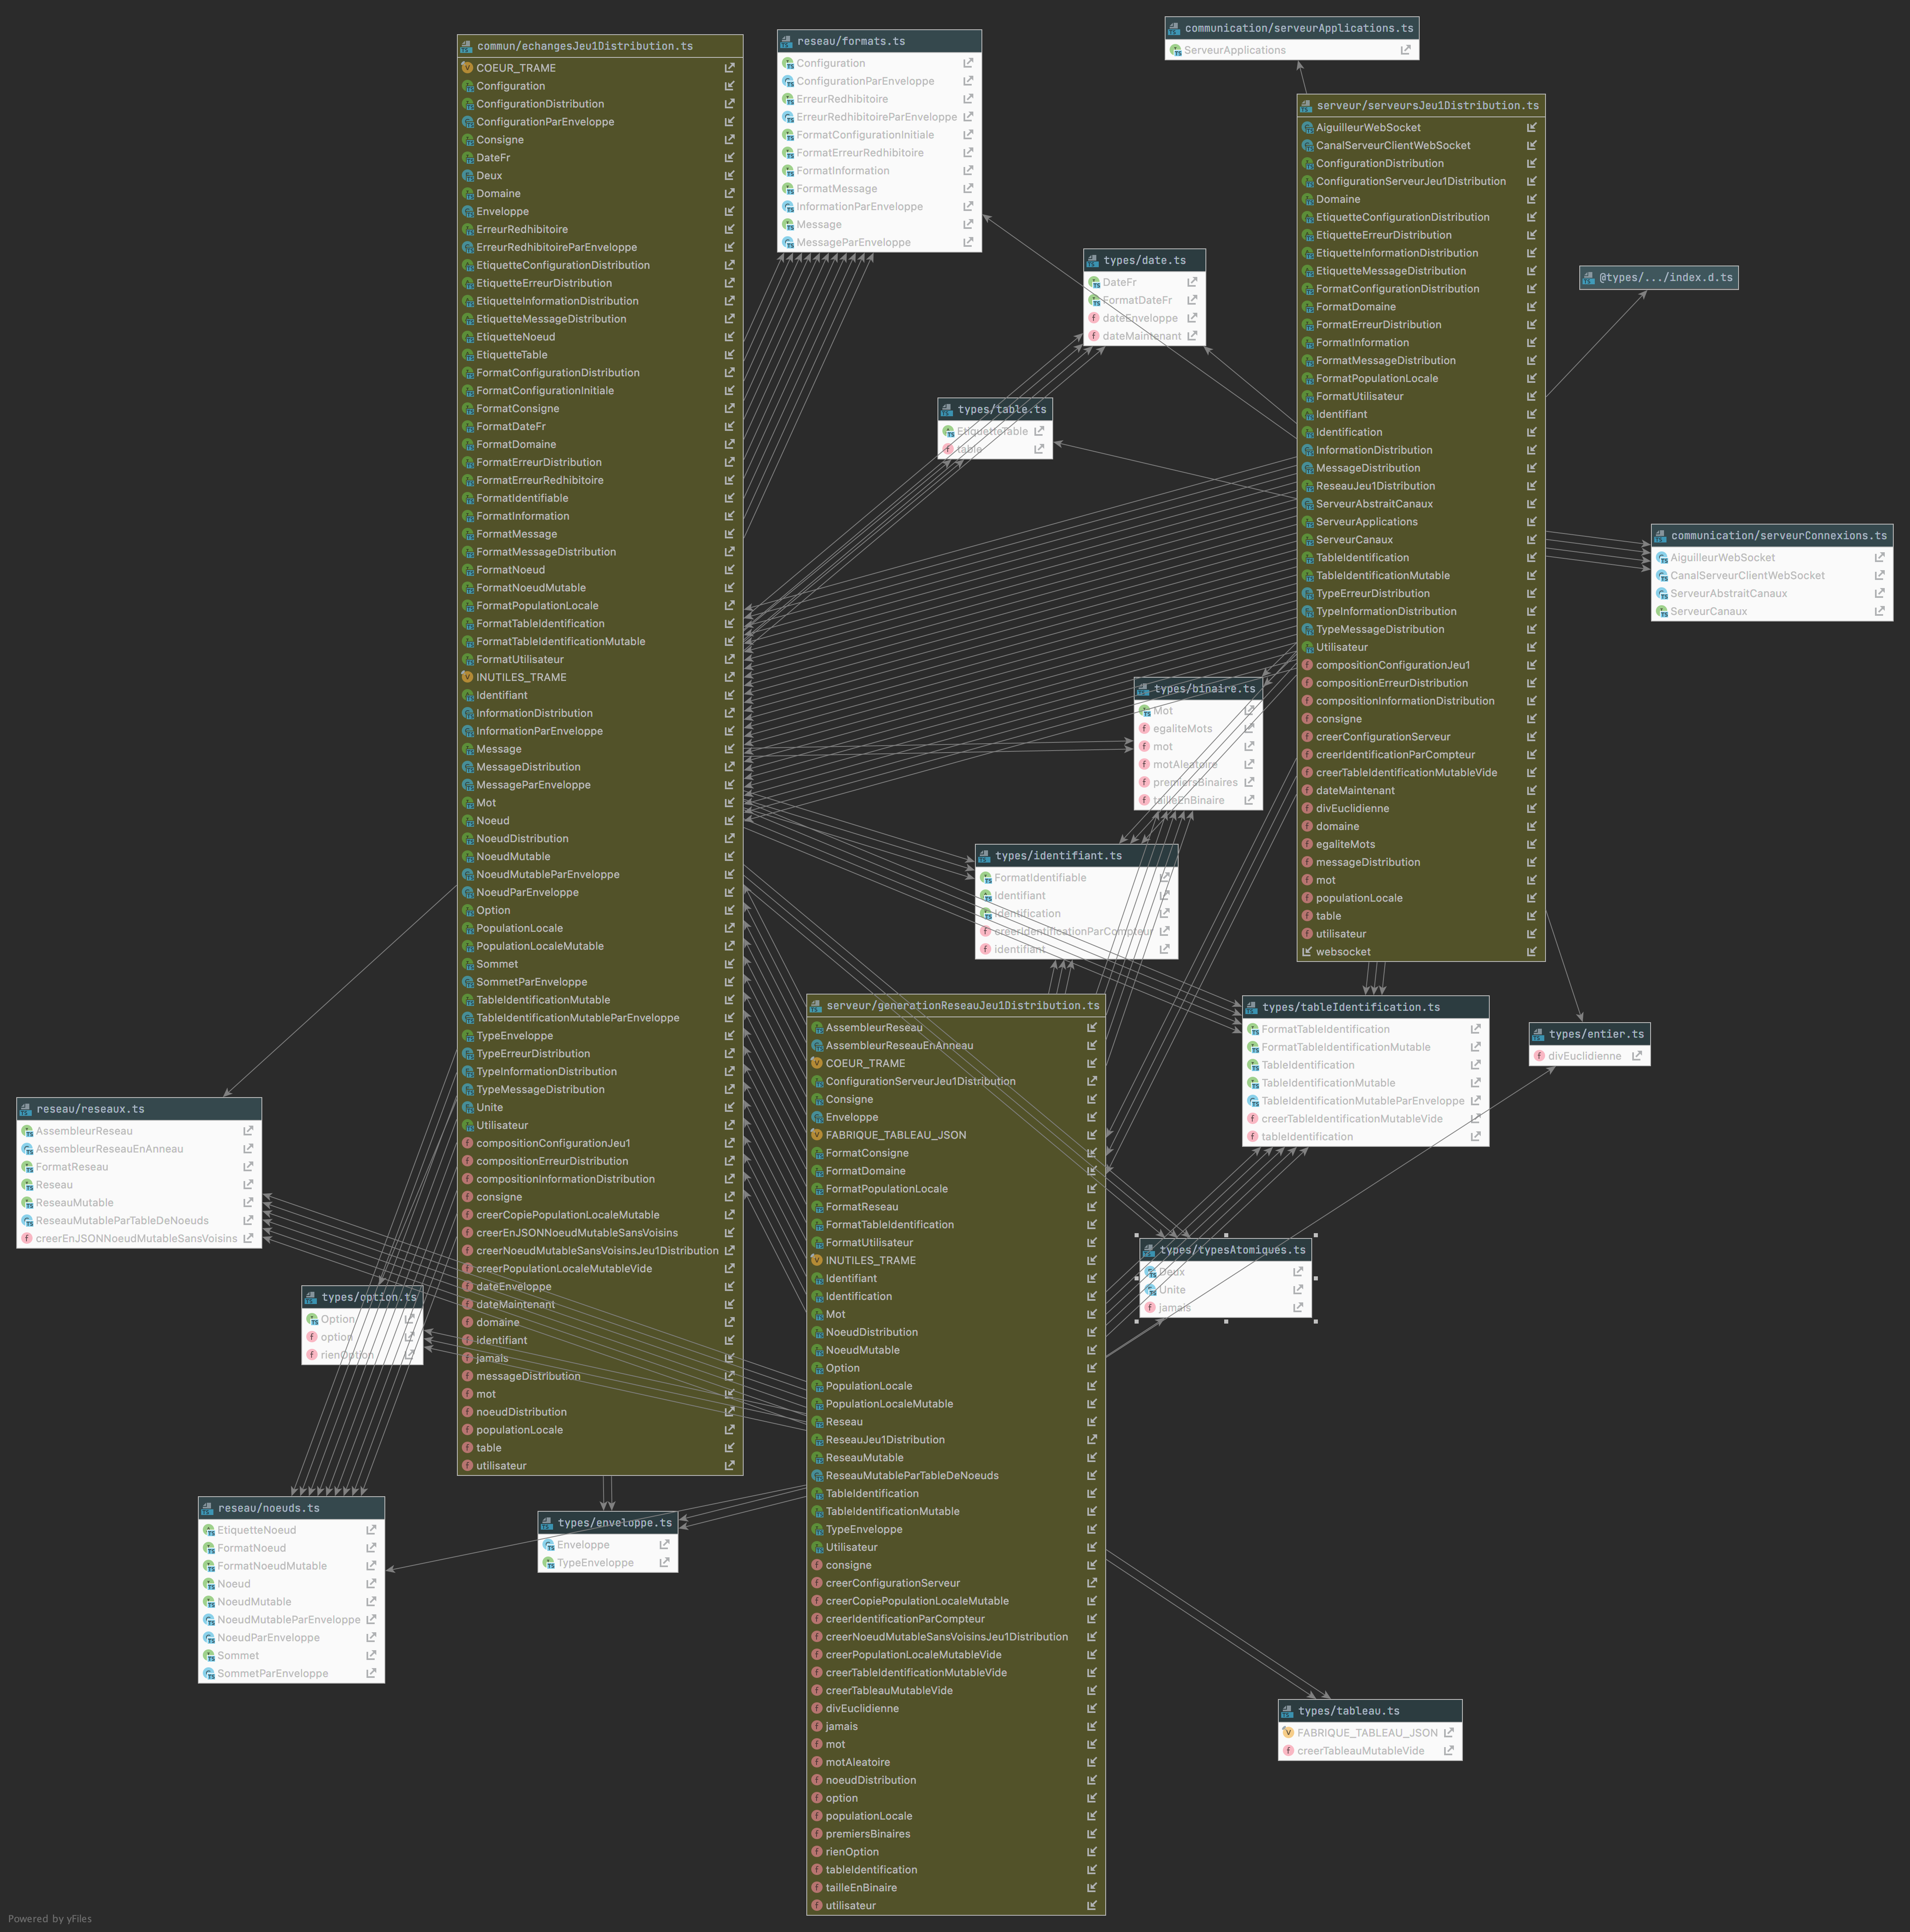 communication/serveurApplications.ts
ServeurApplications
commun/echangesJeu1Distribution.ts
COEUR_TRAME
Configuration
ConfigurationDistribution
ConfigurationParEnveloppe
Consigne
DateFr
Deux
Domaine
Enveloppe
ErreurRedhibitoire
ErreurRedhibitoireParEnveloppe
EtiquetteConfigurationDistribution
EtiquetteErreurDistribution
EtiquetteInformationDistribution
EtiquetteMessageDistribution
EtiquetteNoeud
EtiquetteTable
FormatConfigurationDistribution
FormatConfigurationInitiale
FormatConsigne
FormatDateFr
FormatDomaine
FormatErreurDistribution
FormatErreurRedhibitoire
FormatIdentifiable
FormatInformation
FormatMessage
FormatMessageDistribution
FormatNoeud
FormatNoeudMutable
FormatPopulationLocale
FormatTableIdentification
FormatTableIdentificationMutable
FormatUtilisateur
INUTILES_TRAME
Identifiant
InformationDistribution
InformationParEnveloppe
Message
MessageDistribution
MessageParEnveloppe
Mot
Noeud
NoeudDistribution
NoeudMutable
NoeudMutableParEnveloppe
NoeudParEnveloppe
Option
PopulationLocale
PopulationLocaleMutable
Sommet
SommetParEnveloppe
TableIdentificationMutable
TableIdentificationMutableParEnveloppe
TypeEnveloppe
TypeErreurDistribution
TypeInformationDistribution
TypeMessageDistribution
Unite
Utilisateur
compositionConfigurationJeu1
compositionErreurDistribution
compositionInformationDistribution
consigne
creerCopiePopulationLocaleMutable
creerEnJSONNoeudMutableSansVoisins
creerNoeudMutableSansVoisinsJeu1Distribution
creerPopulationLocaleMutableVide
dateEnveloppe
dateMaintenant
domaine
identifiant
jamais
messageDistribution
mot
noeudDistribution
populationLocale
table
utilisateur
reseau/formats.ts
Configuration
ConfigurationParEnveloppe
ErreurRedhibitoire
ErreurRedhibitoireParEnveloppe
FormatConfigurationInitiale
FormatErreurRedhibitoire
FormatInformation
FormatMessage
InformationParEnveloppe
Message
MessageParEnveloppe
serveur/serveursJeu1Distribution.ts
AiguilleurWebSocket
CanalServeurClientWebSocket
ConfigurationDistribution
ConfigurationServeurJeu1Distribution
Domaine
EtiquetteConfigurationDistribution
EtiquetteErreurDistribution
EtiquetteInformationDistribution
EtiquetteMessageDistribution
FormatConfigurationDistribution
FormatDomaine
FormatErreurDistribution
FormatInformation
FormatMessageDistribution
FormatPopulationLocale
FormatUtilisateur
Identifiant
Identification
InformationDistribution
MessageDistribution
ReseauJeu1Distribution
ServeurAbstraitCanaux
ServeurApplications
ServeurCanaux
TableIdentification
TableIdentificationMutable
TypeErreurDistribution
TypeInformationDistribution
TypeMessageDistribution
Utilisateur
compositionConfigurationJeu1
compositionErreurDistribution
compositionInformationDistribution
consigne
creerConfigurationServeur
creerIdentificationParCompteur
creerTableIdentificationMutableVide
dateMaintenant
divEuclidienne
domaine
egaliteMots
messageDistribution
mot
populationLocale
table
utilisateur
websocket
types/date.ts
DateFr
FormatDateFr
dateEnveloppe
dateMaintenant
@types/.../index.d.ts
types/table.ts
EtiquetteTable
table
communication/serveurConnexions.ts
AiguilleurWebSocket
CanalServeurClientWebSocket
ServeurAbstraitCanaux
ServeurCanaux
types/binaire.ts
Mot
egaliteMots
mot
motAleatoire
premiersBinaires
tailleEnBinaire
types/identifiant.ts
FormatIdentifiable
Identifiant
Identification
creerIdentificationParCompteur
identifiant
serveur/generationReseauJeu1Distribution.ts
AssembleurReseau
AssembleurReseauEnAnneau
COEUR_TRAME
ConfigurationServeurJeu1Distribution
Consigne
Enveloppe
FABRIQUE_TABLEAU_JSON
FormatConsigne
FormatDomaine
FormatPopulationLocale
FormatReseau
FormatTableIdentification
FormatUtilisateur
INUTILES_TRAME
Identifiant
Identification
Mot
NoeudDistribution
NoeudMutable
Option
PopulationLocale
PopulationLocaleMutable
Reseau
ReseauJeu1Distribution
ReseauMutable
ReseauMutableParTableDeNoeuds
TableIdentification
TableIdentificationMutable
TypeEnveloppe
Utilisateur
consigne
creerConfigurationServeur
creerCopiePopulationLocaleMutable
creerIdentificationParCompteur
creerNoeudMutableSansVoisinsJeu1Distribution
creerPopulationLocaleMutableVide
creerTableIdentificationMutableVide
creerTableauMutableVide
divEuclidienne
jamais
mot
motAleatoire
noeudDistribution
option
populationLocale
premiersBinaires
rienOption
tableIdentification
tailleEnBinaire
utilisateur
types/tableIdentification.ts
FormatTableIdentification
FormatTableIdentificationMutable
TableIdentification
TableIdentificationMutable
TableIdentificationMutableParEnveloppe
creerTableIdentificationMutableVide
tableIdentification
types/entier.ts
divEuclidienne
reseau/reseaux.ts
AssembleurReseau
AssembleurReseauEnAnneau
FormatReseau
Reseau
ReseauMutable
ReseauMutableParTableDeNoeuds
creerEnJSONNoeudMutableSansVoisins
types/typesAtomiques.ts
Deux
Unite
jamais
types/option.ts
Option
option
rienOption
reseau/noeuds.ts
EtiquetteNoeud
FormatNoeud
FormatNoeudMutable
Noeud
NoeudMutable
NoeudMutableParEnveloppe
NoeudParEnveloppe
Sommet
SommetParEnveloppe
types/enveloppe.ts
Enveloppe
TypeEnveloppe
types/tableau.ts
FABRIQUE_TABLEAU_JSON
creerTableauMutableVide
Powered by yFiles